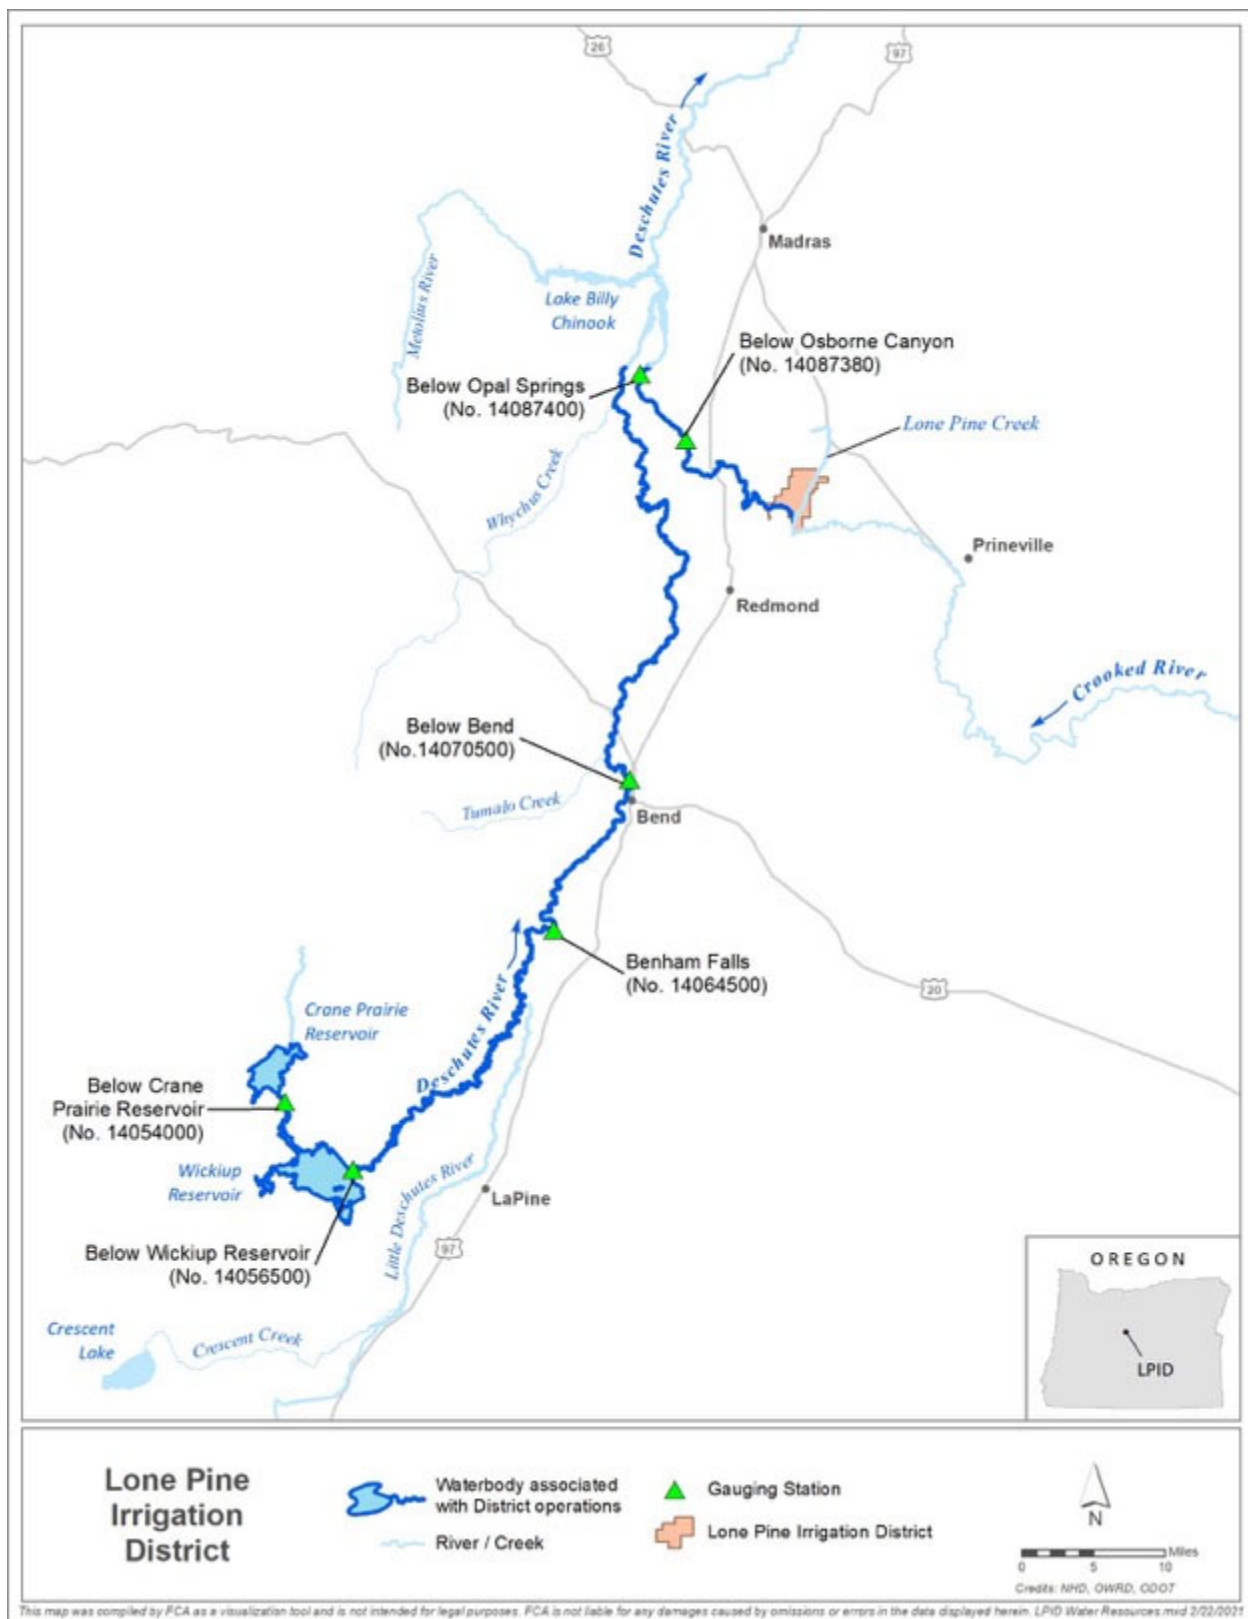 26
97
Deschutes River
Madras
Metolius River
Lake Billy
Chinook
Below Osborne Canyon
(No. 14087380)
Below Opal Springs
(No. 14087400)
Lone Pine Creek
Whychus Creek
Prineville
Redmond
Crooked River
Below Bend
(No.14070500)
Tumalo Creek
Bend
Benham Falls
(No. 14064500)
20
Deschutes River
Crane Prairie
Reservoir
Below Crane
Prairie Reservoir
(No. 14054000)
Wickiup
Reservoir
LaPine
Little Deschutes River
Below Wickiup Reservoir
(No. 14056500)
97
OREGON
LPID
Crescent
Lake
Crescent Creek
Lone Pine
Irrigation
District
Waterbody associated
with District operations
River / Creek
Gauging Station
Lone Pine Irrigation District
N
Miles
0 5 10
Credits: NHD, OWRD, ODOT
This map was compiled by FCA as a visualization tool and is not intended for legal purposes. FCA is not liable for any damages caused by omissions or errors in the data displayed herein. LPID Water Resources.mxd